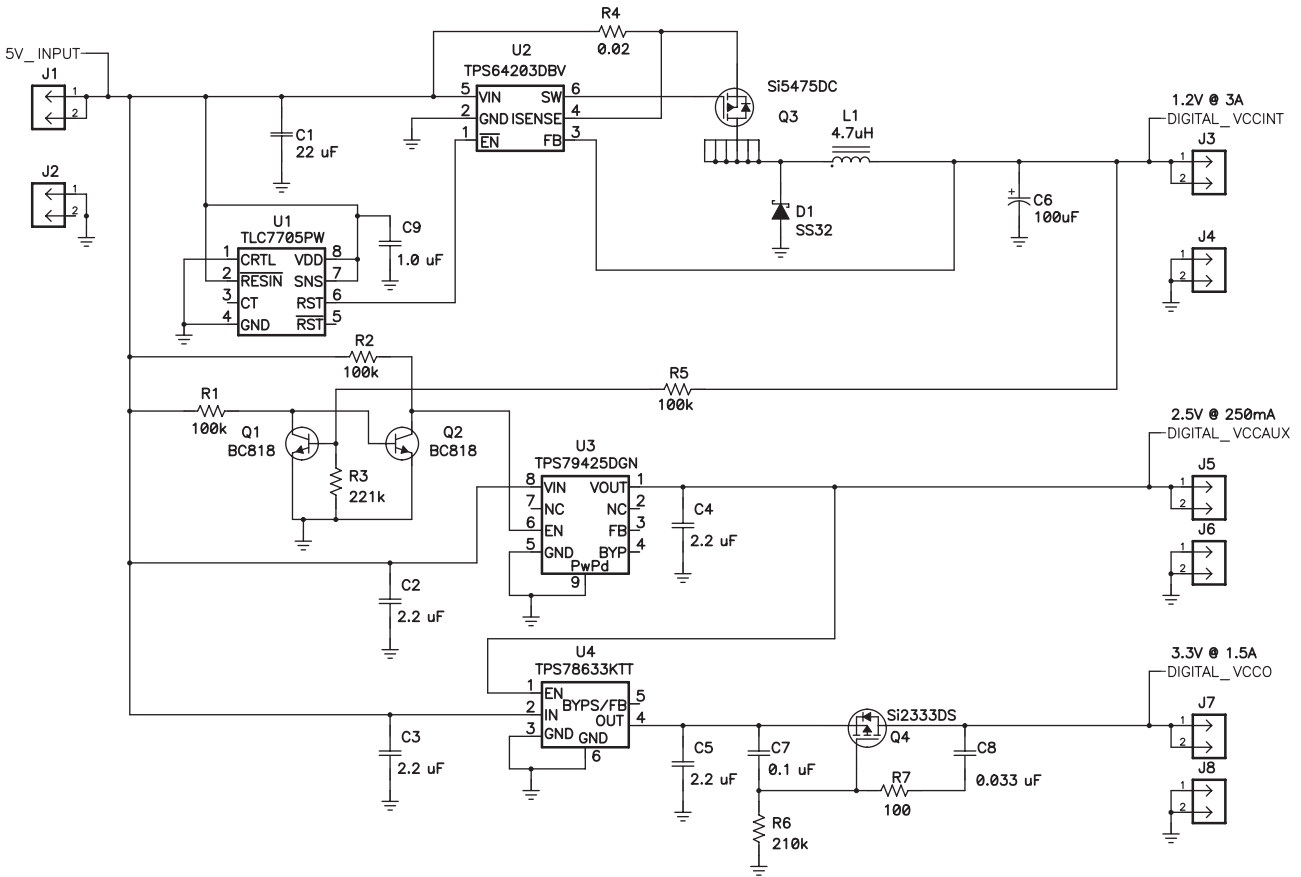 5V_INPUT
J1
1
2
J2
1
2
C1
22 uF
R4
0.02
U2
TPS64203DBV
5 VIN SW 6
2 GND ISENSE 4
1 EN FB 3
Si5475DC
Q3
L1
4.7uH
D1
SS32
C6
+
100uF
1.2V @ 3A
DIGITAL_VCCINT
J3
1
2
J4
1
2
U1
TLC7705PW
1 CRTL VDD 8
2 RESIN SNS 7
3 CT RST 6
4 GND RST 5
C9
1.0 uF
R2
100k
R1
100k
Q1
BC818
Q2
BC818
R3
221k
R5
100k
U3
TPS79425DGN
8 VIN VOUT 1
7 NC NC 2
6 EN FB 3
5 GND BYP 4
PwPd
9
C4
2.2 uF
2.5V @ 250mA
DIGITAL_VCCAUX
J5
1
2
J6
1
2
C2
2.2 uF
U4
TPS78633KTT
1 EN
BYPS/FB 5
2 IN
OUT 4
3 GND
GND
6
C3
2.2 uF
C5
2.2 uF
C7
0.1 uF
Si2333DS
Q4
C8
0.033 uF
R7
100
R6
210k
3.3V @ 1.5A
DIGITAL_VCCO
J7
1
2
J8
1
2